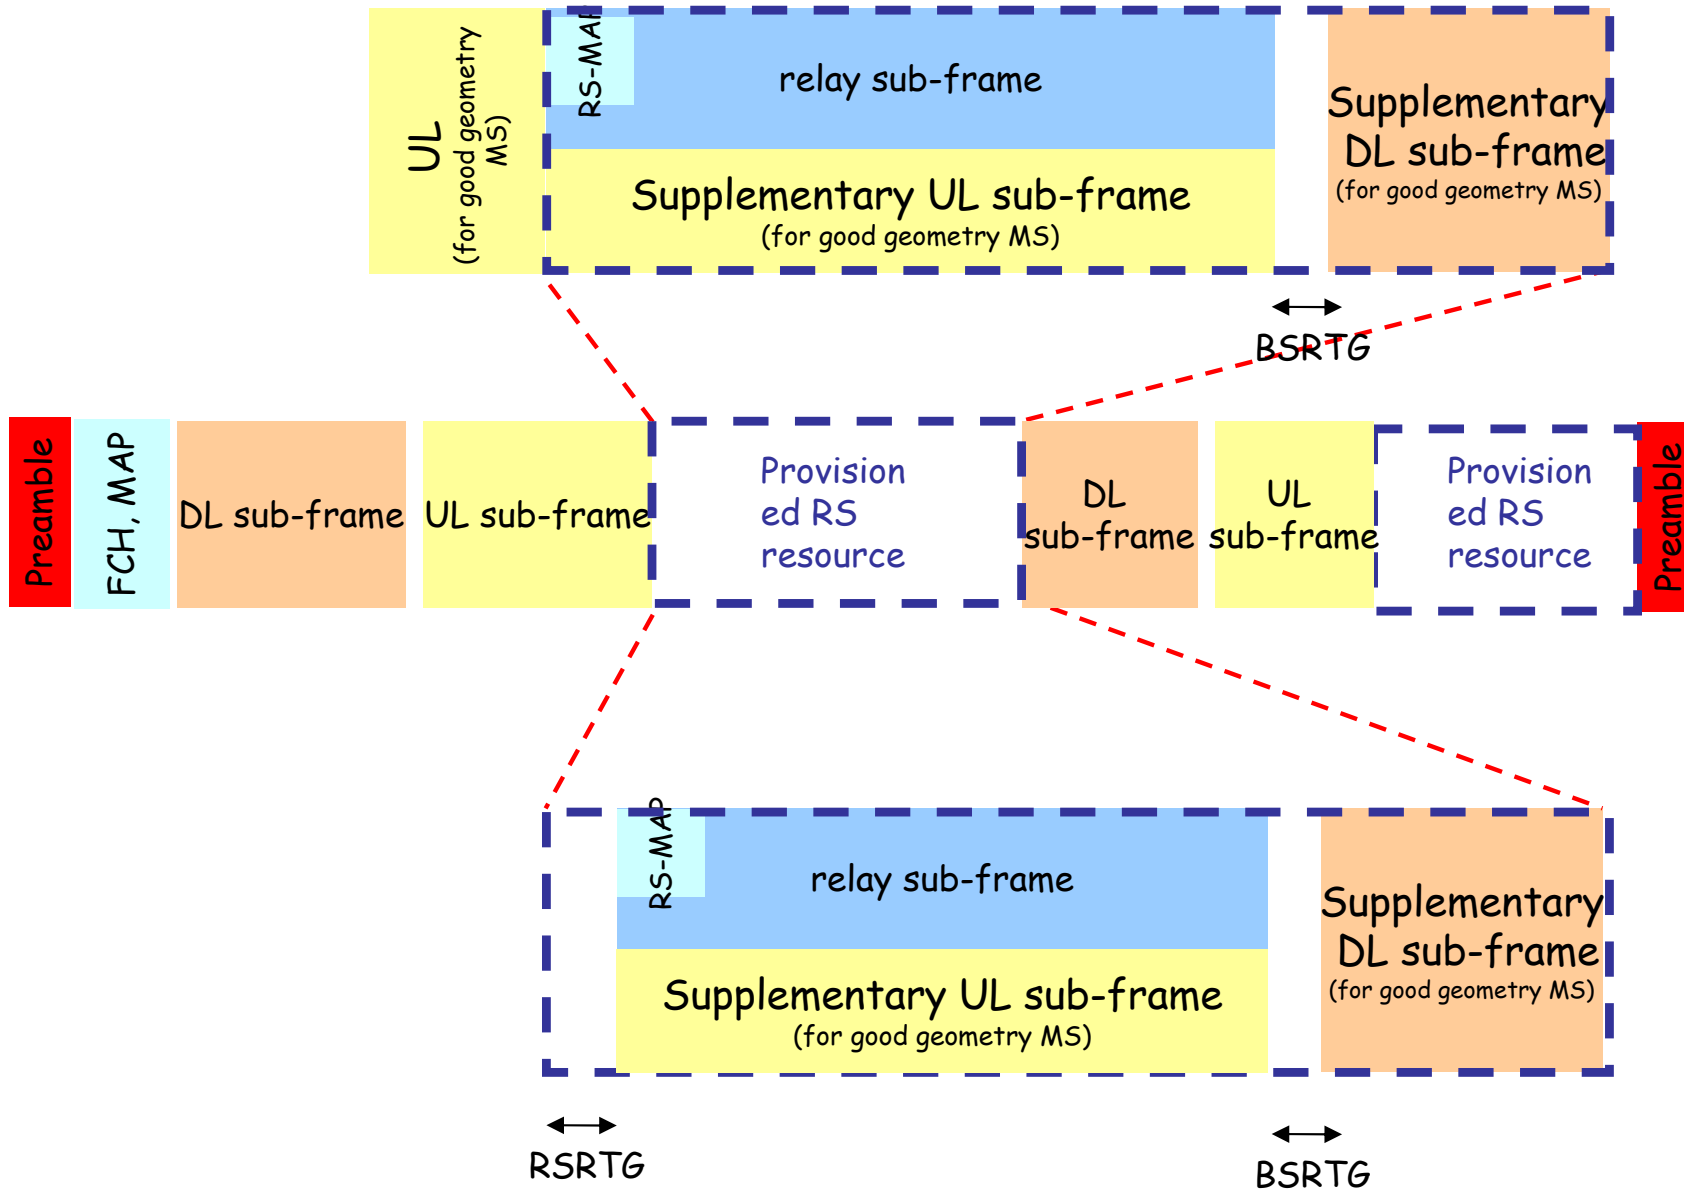 UL
(for good geometry
MS)
RS-MAP
relay sub-frame
Supplementary UL sub-frame
(for good geometry MS)
Supplementary
DL sub-frame
(for good geometry MS)
BSRTG
Preamble
FCH, MAP
DL sub-frame
UL sub-frame
Provision
ed RS
resource
DL
sub-frame
UL
sub-frame
Provision
ed RS
resource
Preamble
RS-MAP
relay sub-frame
Supplementary UL sub-frame
(for good geometry MS)
Supplementary
DL sub-frame
(for good geometry MS)
RSRTG
BSRTG